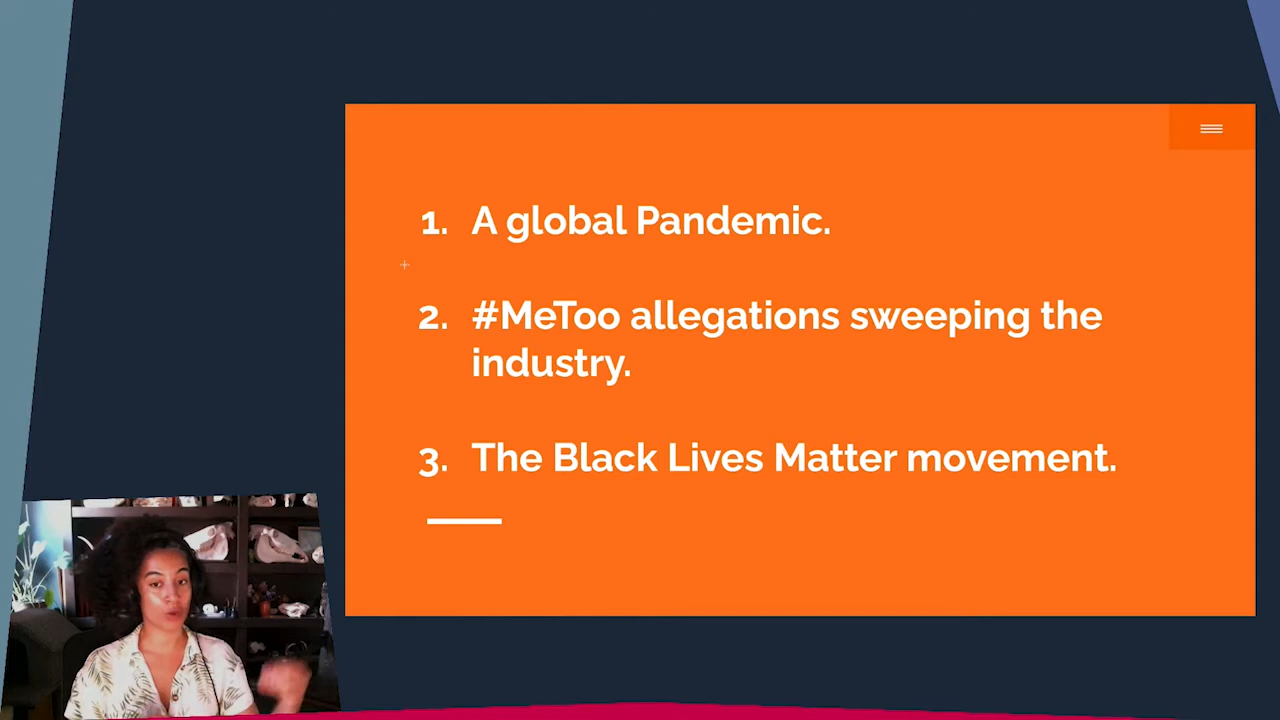 1. A global Pandemic.
2. #MeToo allegations sweeping the
industry.
3. The Black Lives Matter movement.